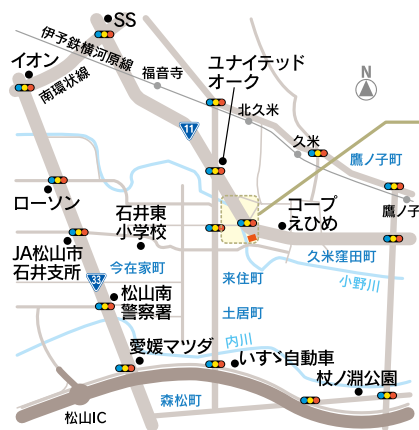 SS
伊予鉄横河原線
イオン
南環状線
福音寺
ユナイテッド
オーク
N
北久米
11
久米
鷹ノ子町
鷹ノ子
ローソン
石井東
小学校
コープ
えひめ
JA松山市
石井支所
今在家町
来住町
久米窪田町
小野川
33
松山南
警察署
土居町
内川
愛媛マツダ
いすゞ自動車
杖ノ淵公園
森松町
松山IC